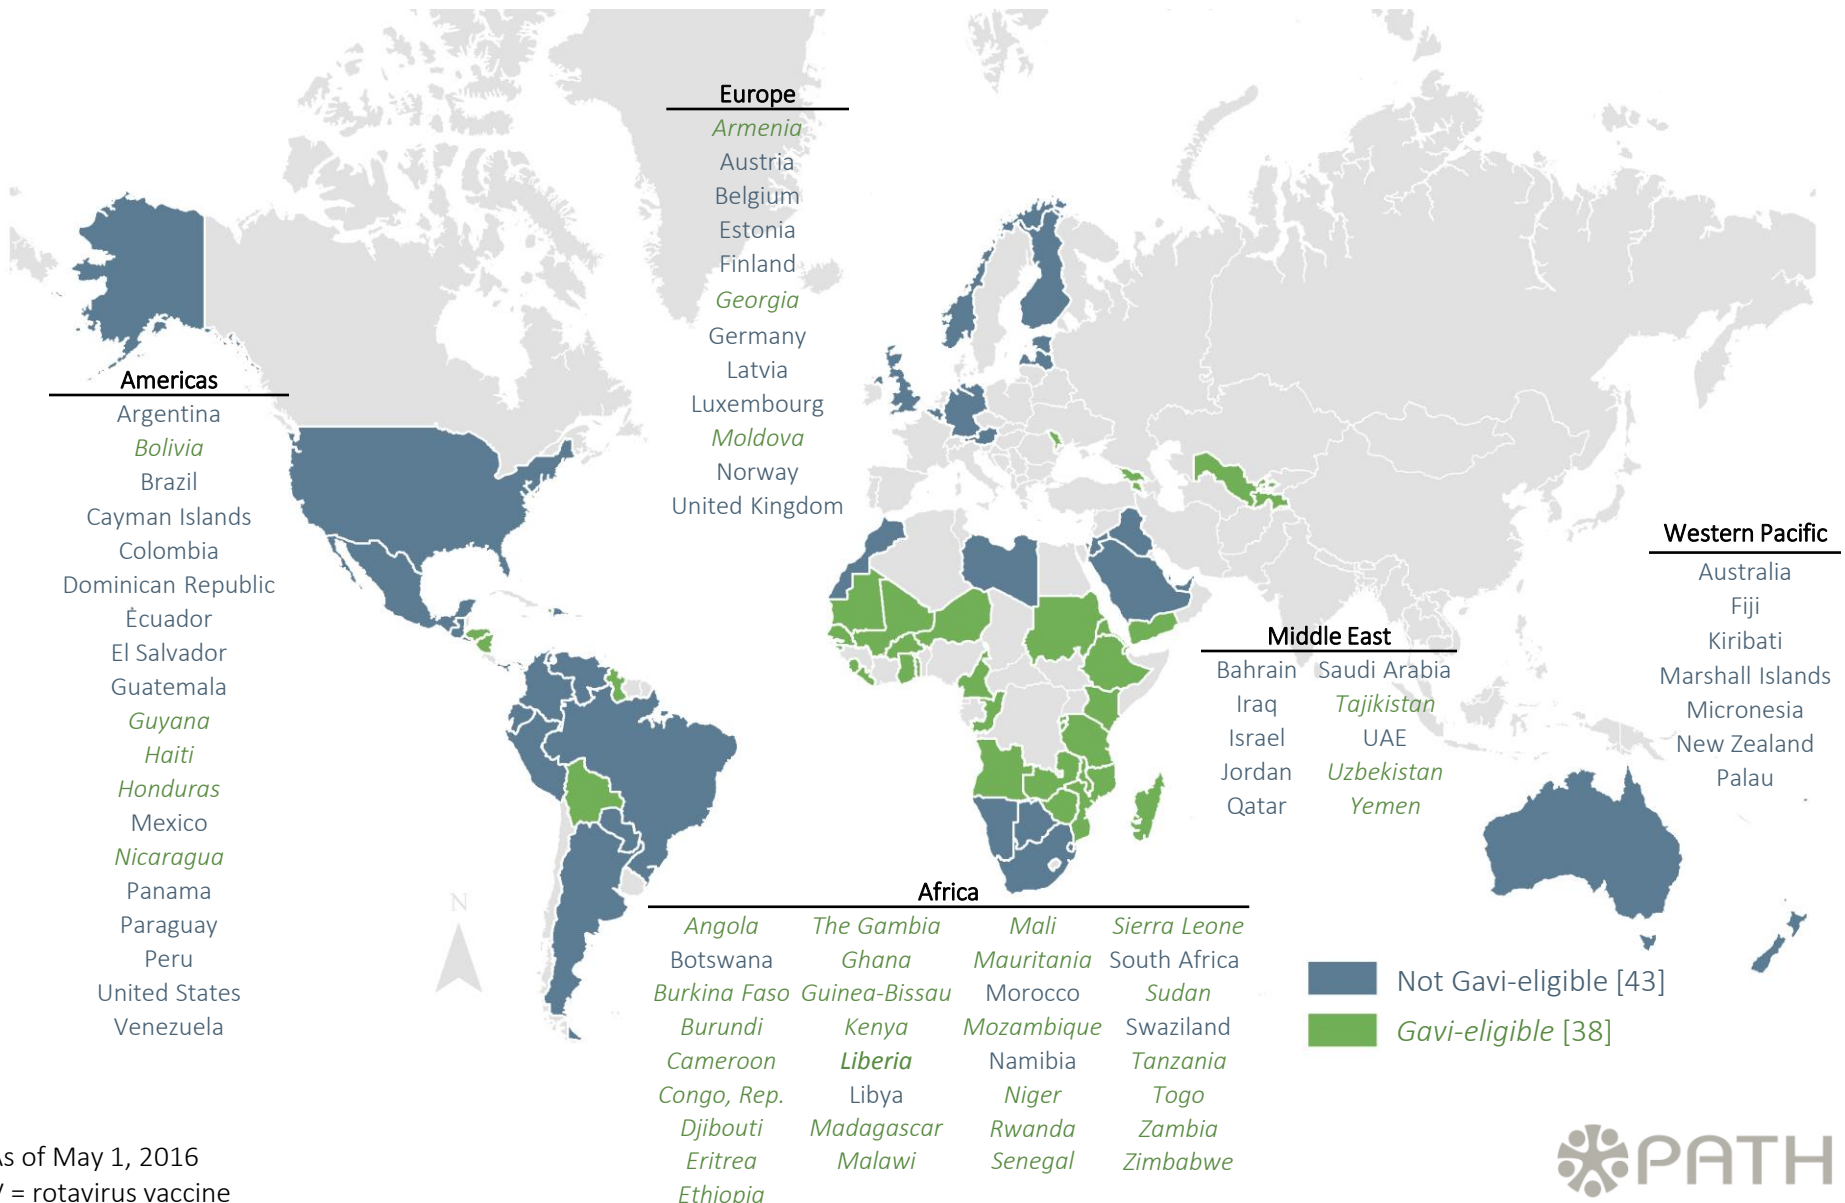 Europe
Armenia
Austria
Belgium
Estonia
Finland
Georgia
Germany
Latvia
Luxembourg
Moldova
Norway
United Kingdom
Americas
Argentina
Bolivia
Brazil
Cayman Islands
Colombia
Dominican Republic
Ecuador
El Salvador
Guatemala
Guyana
Haiti
Honduras
Mexico
Nicaragua
Panama
Paraguay
Peru
United States
Venezuela
Western Pacific
Australia
Fiji
Kiribati
Marshall Islands
Micronesia
New Zealand
Palau
Middle East
Bahrain Saudi Arabia
Iraq Tajikistan
Israel UAE
Jordan Uzbekistan
Qatar Yemen
N
Africa
Angola The Gambia Mali Sierra Leone
Botswana Ghana Mauritania South Africa
Burkina Faso Guinea-Bissau Morocco Sudan
Burundi Kenya Mozambique Swaziland
Cameroon Liberia Namibia Tanzania
Congo, Rep. Libya Niger Togo
Djibouti Madagascar Rwanda Zambia
Eritrea Malawi Senegal Zimbabwe
Ethiopia
Not Gavi-eligible [43]
Gavi-eligible [38]
As of May 1, 2016
= rotavirus vaccine
PATH